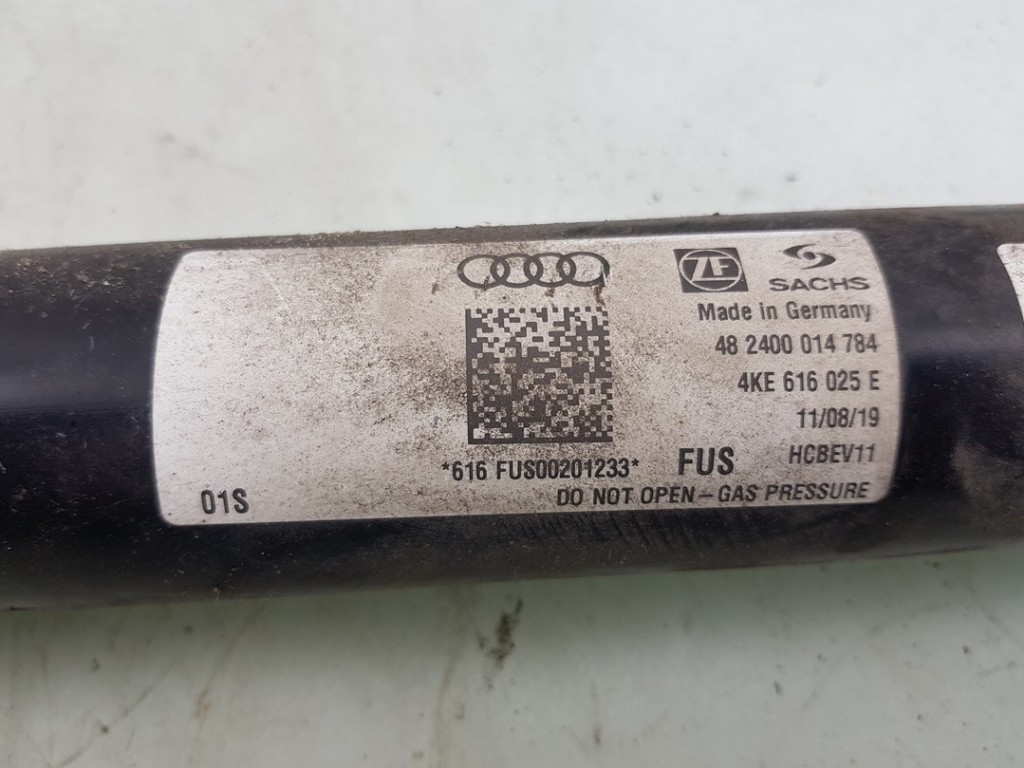 ZF SACHS
Made in Germany
48 2400 014 784
4KE 616 025 E
11/08/19
*616 FUS00201233* FUS HCBEV11
01S DO NOT OPEN – GAS PRESSURE